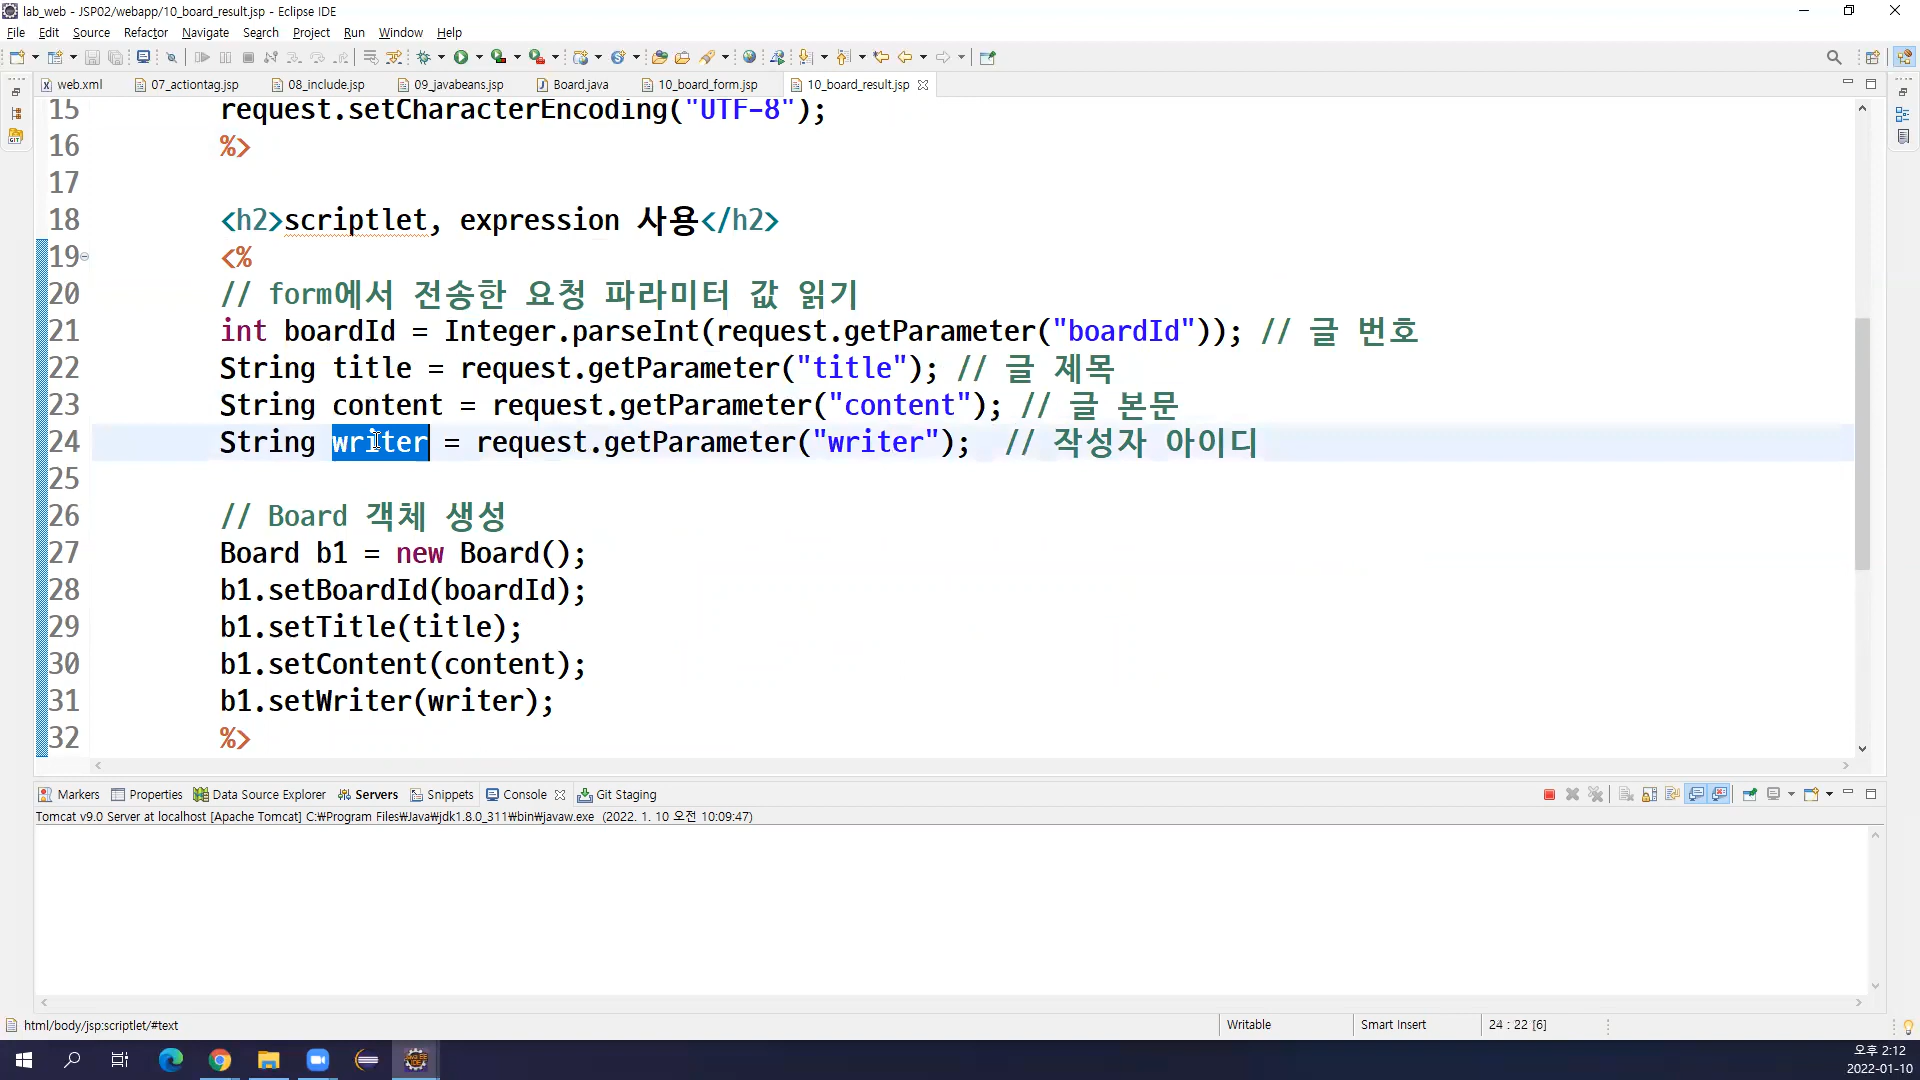 lab_web - JSP02/webapp/10_board_result.jsp - Eclipse IDE
File Edit Source Refactor Navigate Search Project Run Window Help
web.xml 07_actiontag.jsp 08_include.jsp 09_javabeans.jsp Board.java 10_board_form.jsp 10_board_result.jsp
15 request.setCharacterEncoding("UTF-8");
16 %>
17
18 <h2>scriptlet, expression 사용</h2>
19 <%
20 // form에서 전송한 요청 파라미터 값 읽기
21 int boardId = Integer.parseInt(request.getParameter("boardId")); // 글 번호
22 String title = request.getParameter("title"); // 글 제목
23 String content = request.getParameter("content"); // 글 본문
24 String writer = request.getParameter("writer"); // 작성자 아이디
25
26 // Board 객체 생성
27 Board b1 = new Board();
28 b1.setBoardId(boardId);
29 b1.setTitle(title);
30 b1.setContent(content);
31 b1.setWriter(writer);
32 %>
Markers Properties Data Source Explorer Servers Snippets Console Git Staging
Tomcat v9.0 Server at localhost [Apache Tomcat] C:₩Program Files₩Java₩jdk1.8.0_311₩bin₩javaw.exe (2022. 1. 10 오전 10:09:47)
html/body/jsp:scriptlet/#text Writable Smart Insert 24 : 22 [6]
오후 2:12
2022-01-10